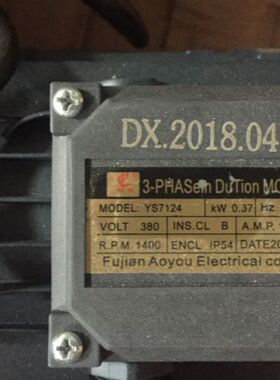 DX.2018.04
3-PHASein DuTion MO
MODEL: YS7124 kW 0.37 Hz
VOLT 380 INS.CL B A.M.P.
R.P.M 1400 ENCL IP54 DATE20
Fujian Aoyou Electrical co